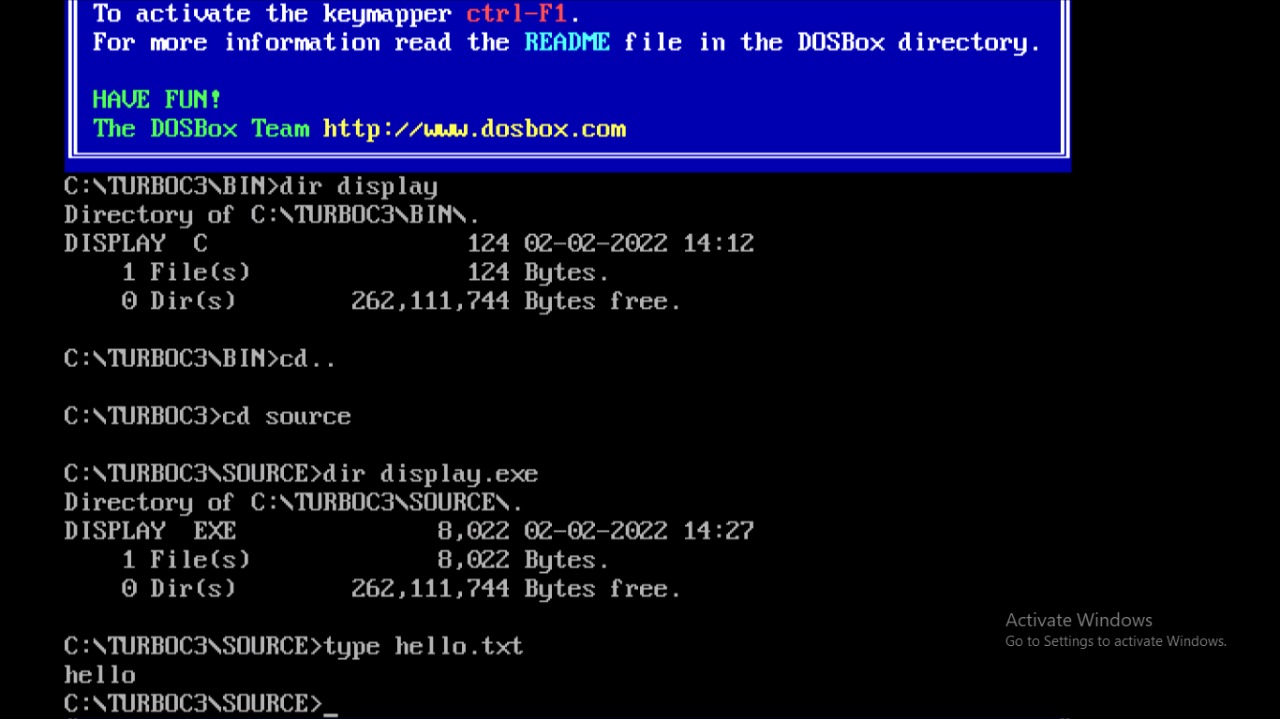 To activate the keymapper ctrl-F1.
For more information read the README file in the DOSBox directory.
HAVE FUN!
The DOSBox Team http://www.dosbox.com
C:\TURBOC3\BIN>dir display
Directory of C:\TURBOC3\BIN\.
DISPLAY  C                  124 02-02-2022 14:12
    1 File(s)               124 Bytes.
    0 Dir(s)        262,111,744 Bytes free.
C:\TURBOC3\BIN>cd..
C:\TURBOC3>cd source
C:\TURBOC3\SOURCE>dir display.exe
Directory of C:\TURBOC3\SOURCE\.
DISPLAY  EXE              8,022 02-02-2022 14:27
    1 File(s)             8,022 Bytes.
    0 Dir(s)        262,111,744 Bytes free.
Activate Windows
Go to Settings to activate Windows.
C:\TURBOC3\SOURCE>type hello.txt
hello
C:\TURBOC3\SOURCE>_